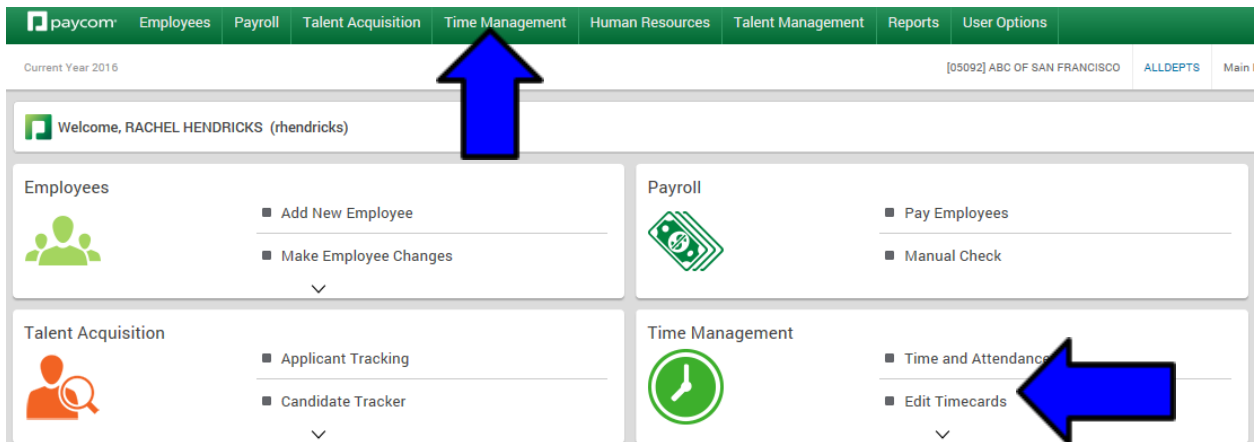 paycom Employees Payroll Talent Acquisition Time Management Human Resources Talent Management Reports User Options
Current Year 2016 [05092] ABC OF SAN FRANCISCO ALLDEPTS Main
Welcome, RACHEL HENDRICKS (rhendricks)
Employees
Add New Employee
Make Employee Changes
Payroll
Pay Employees
Manual Check
Talent Acquisition
Applicant Tracking
Candidate Tracker
Time Management
Time and Attendance
Edit Timecards